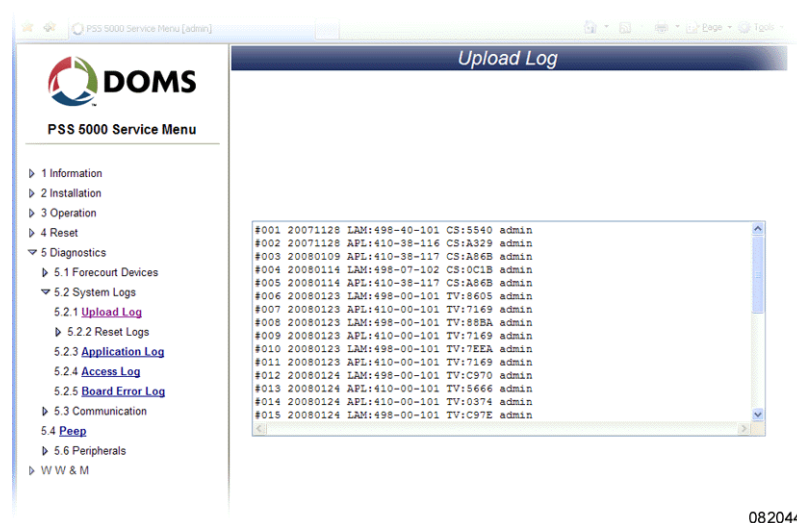 PSS 5000 Service Menu [admin]
Page
Tools
Upload Log
DOMS
PSS 5000 Service Menu
1 Information
2 Installation
3 Operation
4 Reset
5 Diagnostics
5.1 Forecourt Devices
5.2 System Logs
5.2.1 Upload Log
5.2.2 Reset Logs
5.2.3 Application Log
5.2.4 Access Log
5.2.5 Board Error Log
5.3 Communication
5.4 Peep
5.6 Peripherals
W W & M
#001 20071128 LAM:498-40-101 CS:5540 admin
#002 20071128 APL:410-38-116 CS:A329 admin
#003 20080109 APL:410-38-117 CS:A86B admin
#004 20080114 LAM:498-07-102 CS:0C1B admin
#005 20080114 APL:410-38-117 CS:A86B admin
#006 20080123 LAM:498-00-101 TV:8605 admin
#007 20080123 APL:410-00-101 TV:7169 admin
#008 20080123 LAM:498-00-101 TV:88BA admin
#009 20080123 APL:410-00-101 TV:7169 admin
#010 20080123 LAM:498-00-101 TV:7EEA admin
#011 20080123 APL:410-00-101 TV:7169 admin
#012 20080124 LAM:498-00-101 TV:C970 admin
#013 20080124 APL:410-00-101 TV:5666 admin
#014 20080124 APL:410-00-101 TV:0374 admin
#015 20080124 LAM:498-00-101 TV:C97E admin
082044